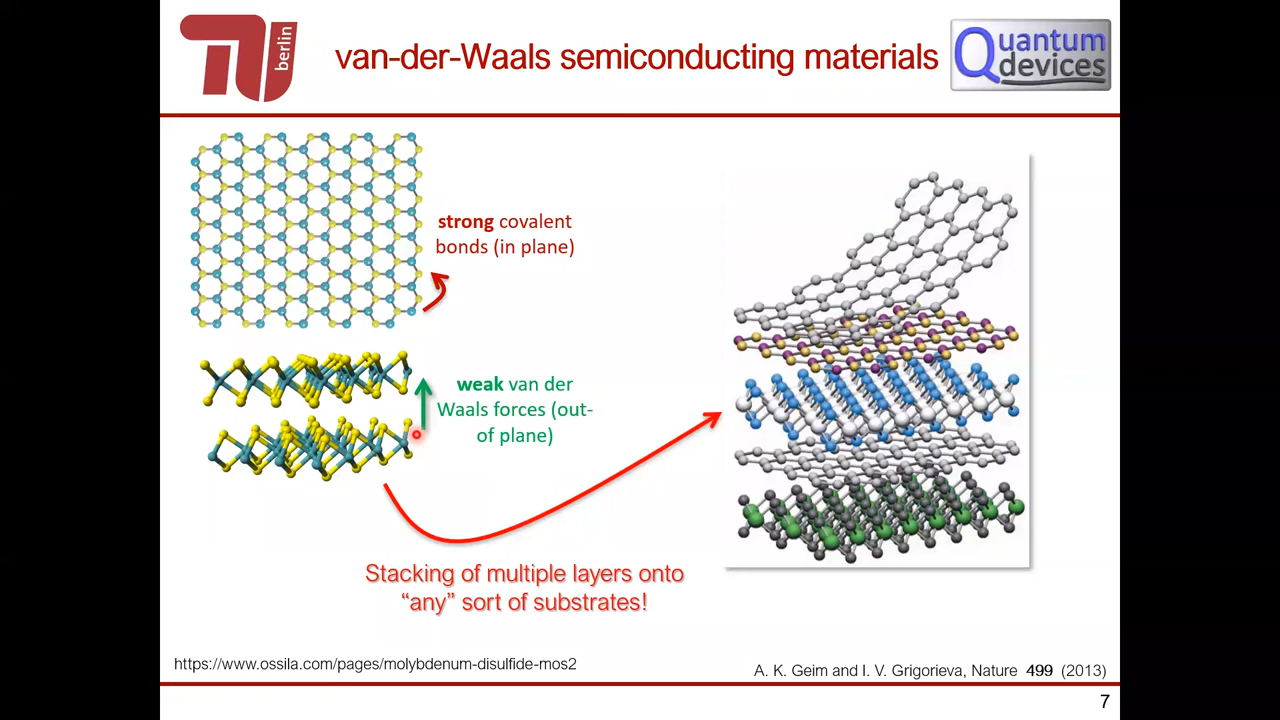 berlin
van-der-Waals semiconducting materials
Quantum
devices
strong covalent
bonds (in plane)
weak van der
Waals forces (out-
of plane)
Stacking of multiple layers onto
“any” sort of substrates!
https://www.ossila.com/pages/molybdenum-disulfide-mos2
A. K. Geim and I. V. Grigorieva, Nature 499 (2013)
7